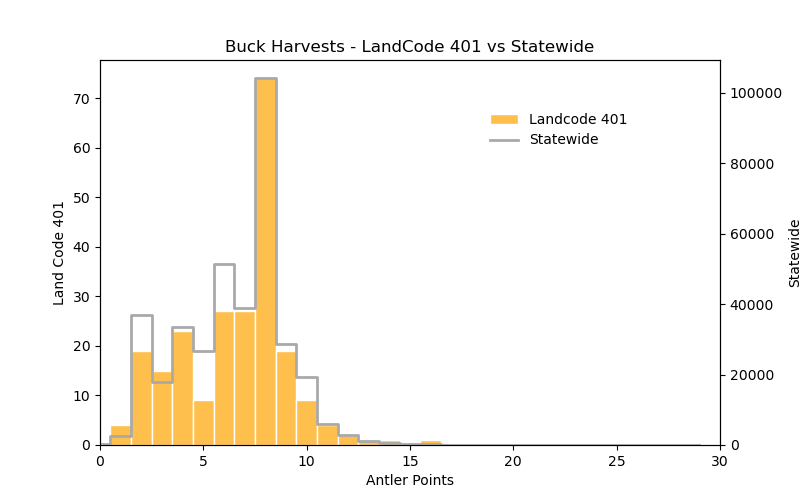 Buck Harvests - LandCode 401 vs Statewide
Landcode 401
Statewide
Land Code 401
70
60
50
40
30
20
10
0
100000
80000
60000
40000
20000
0
Statewide
0 5 10 15 20 25 30
Antler Points